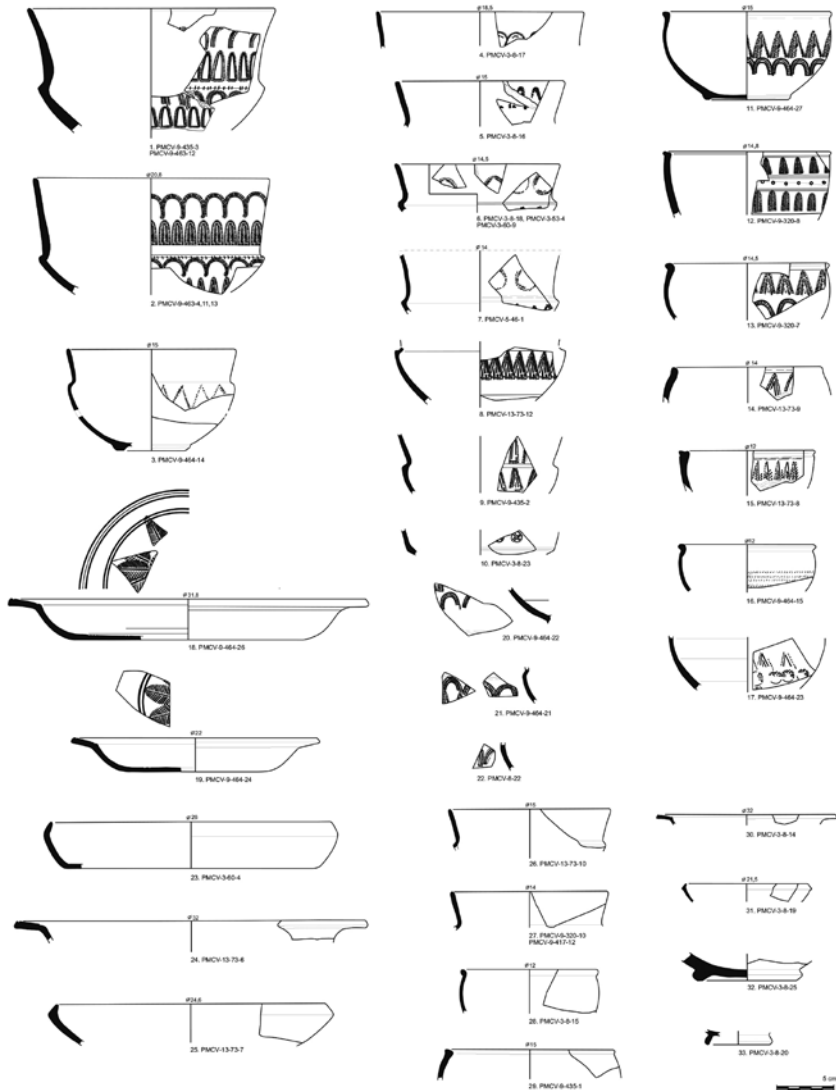 1. PMCV-9-435-3
PMCV-9-463-12
Ø20,8
2. PMCV-9-463-4,11,13
Ø15
3. PMCV-9-464-14
Ø18,5
4. PMCV-3-8-17
Ø15
5. PMCV-3-8-16
Ø14,5
6. PMCV-3-8-18, PMCV-3-53-4
PMCV-3-60-9
Ø14
7. PMCV-5-46-1
8. PMCV-13-73-12
9. PMCV-9-435-2
10. PMCV-3-8-23
20. PMCV-9-464-22
21. PMCV-9-464-21
22. PMCV-8-22
Ø15
11. PMCV-9-464-27
Ø14,8
12. PMCV-9-320-8
Ø14,5
13. PMCV-9-320-7
Ø14
14. PMCV-13-73-9
Ø12
15. PMCV-13-73-8
Ø12
16. PMCV-9-464-15
17. PMCV-9-464-23
Ø31,8
18. PMCV-9-464-26
Ø22
19. PMCV-9-464-24
Ø26
23. PMCV-3-60-4
Ø32
24. PMCV-13-73-6
Ø24,6
25. PMCV-13-73-7
Ø15
26. PMCV-13-73-10
Ø14
27. PMCV-9-320-10
PMCV-9-417-12
Ø12
28. PMCV-3-8-15
Ø15
29. PMCV-9-435-1
Ø32
30. PMCV-3-8-14
Ø21,5
31. PMCV-3-8-19
32. PMCV-3-8-25
33. PMCV-3-8-20
5 cm